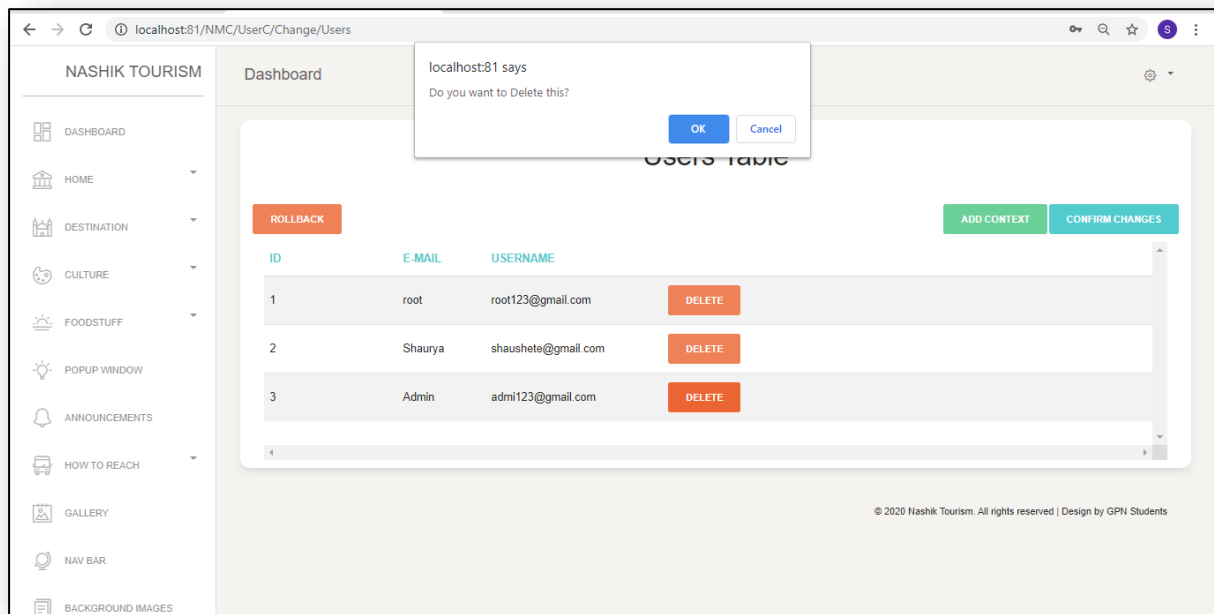 localhost:81/NMC/UserC/Change/Users
S
NASHIK TOURISM
Dashboard
localhost:81 says
Do you want to Delete this?
OK
Cancel
DASHBOARD
HOME
DESTINATION
CULTURE
FOODSTUFF
POPUP WINDOW
ANNOUNCEMENTS
HOW TO REACH
GALLERY
NAV BAR
BACKGROUND IMAGES
Users Table
ROLLBACK
ADD CONTEXT
CONFIRM CHANGES
ID E-MAIL USERNAME
1 root root123@gmail.com DELETE
2 Shaurya shaushete@gmail.com DELETE
3 Admin admi123@gmail.com DELETE
© 2020 Nashik Tourism. All rights reserved | Design by GPN Students